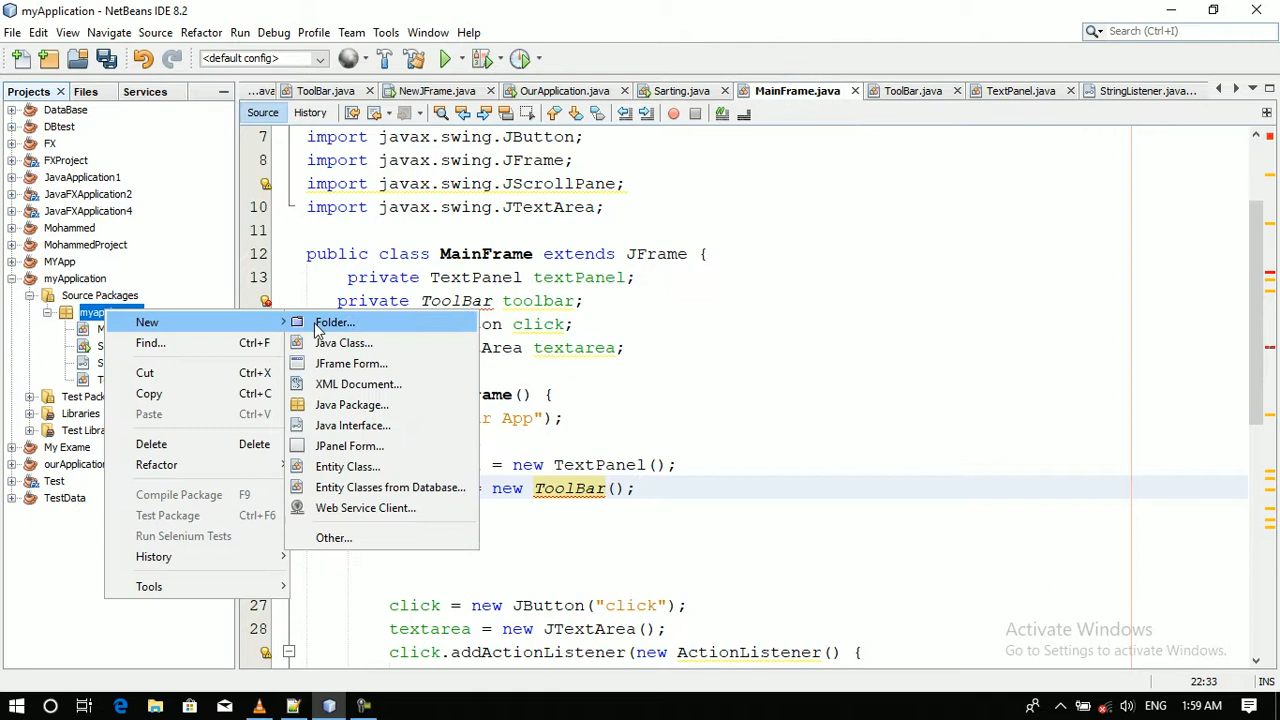 myApplication - NetBeans IDE 8.2
File Edit View Navigate Source Refactor Run Debug Profile Team Tools Window Help
Search (Ctrl+I)
<default config>
Projects Files Services
...ava ToolBar.java NewJFrame.java OurApplication.java Sarting.java MainFrame.java ToolBar.java TextPanel.java StringListener.java...
Source History
DataBase
DBtest
FX
FXProject
JavaApplication1
JavaFXApplication2
JavaFXApplication4
Mohammed
MohammedProject
MYApp
myApplication
Source Packages
myap
M
S
S
T
Test Pack
Libraries
Test Libra
My Exame
ourApplication
Test
TestData
New
Find... Ctrl+F
Cut Ctrl+X
Copy Ctrl+C
Paste Ctrl+V
Delete Delete
Refactor
Compile Package F9
Test Package Ctrl+F6
Run Selenium Tests
History
Tools
Folder...
Java Class...
JFrame Form...
XML Document...
Java Package...
Java Interface...
JPanel Form...
Entity Class...
Entity Classes from Database...
Web Service Client...
Other...
7 import javax.swing.JButton;
8 import javax.swing.JFrame;
import javax.swing.JScrollPane;
10 import javax.swing.JTextArea;
11
12 public class MainFrame extends JFrame {
13 private TextPanel textPanel;
private ToolBar toolbar;
on click;
Area textarea;
ame() {
r App");
= new TextPanel();
= new ToolBar();
27 click = new JButton("click");
28 textarea = new JTextArea();
click.addActionListener(new ActionListener() {
Activate Windows
Go to Settings to activate Windows.
22:33 INS
ENG 1:59 AM